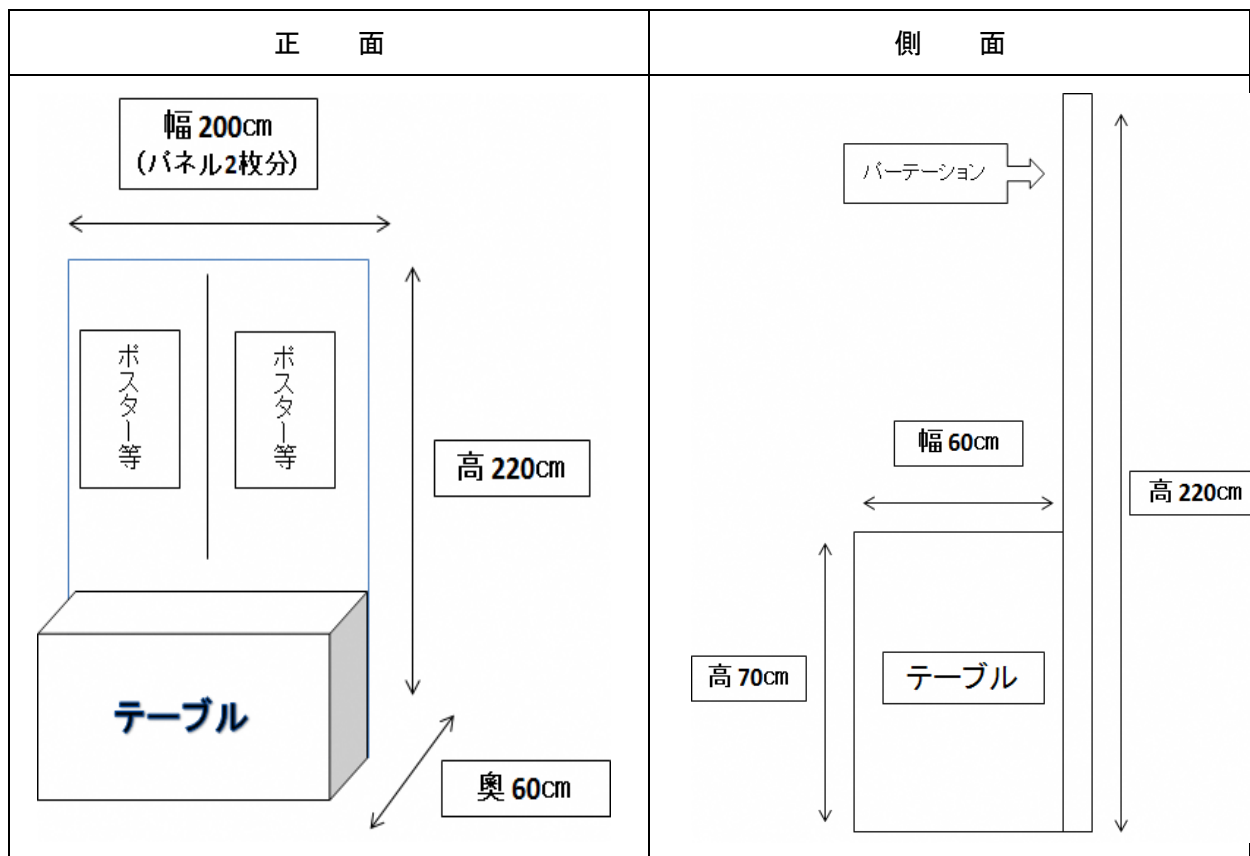 正　　面
側　　面
幅 200㎝
(パネル2枚分)
ポスター等
ポスター等
高 220㎝
テーブル
奥 60㎝
パーテーション
幅 60㎝
高 220㎝
高 70㎝
テーブル